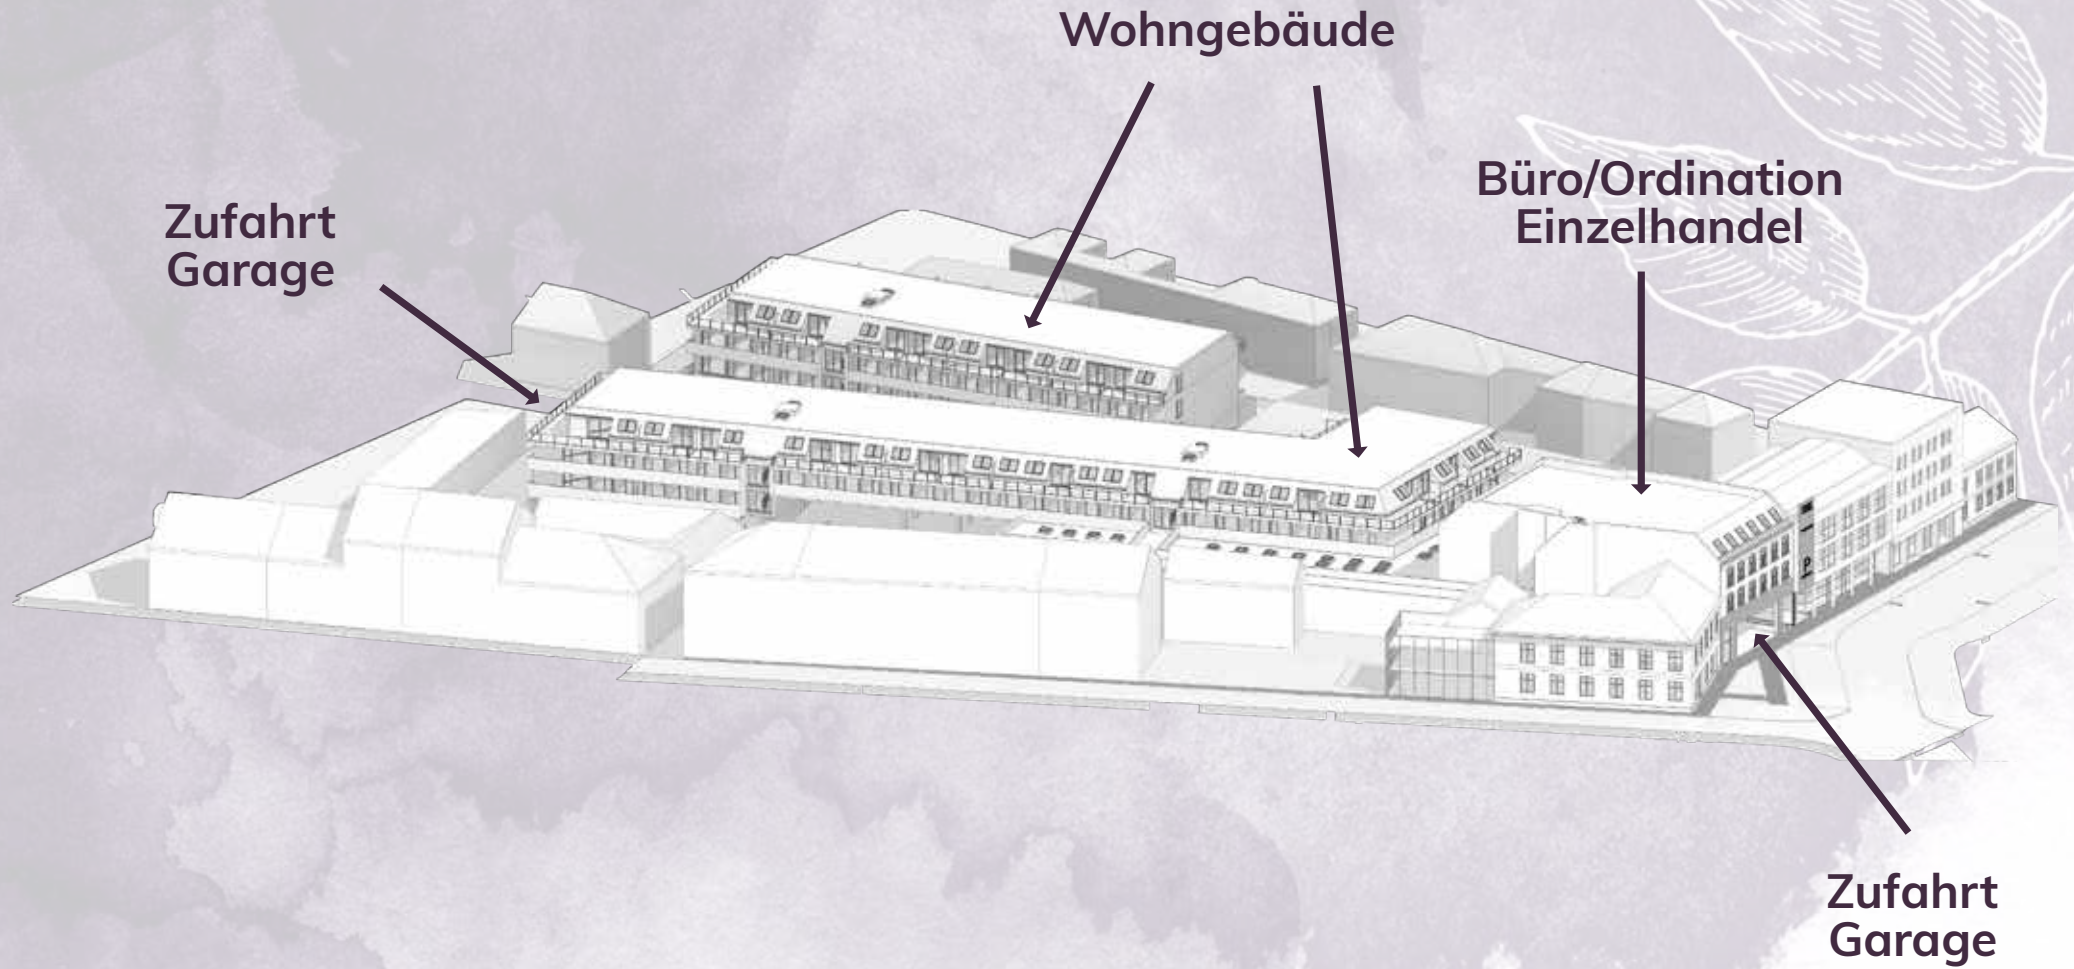 Wohngebäude
Büro/Ordination
Einzelhandel
Zufahrt
Garage
P
Zufahrt
Garage